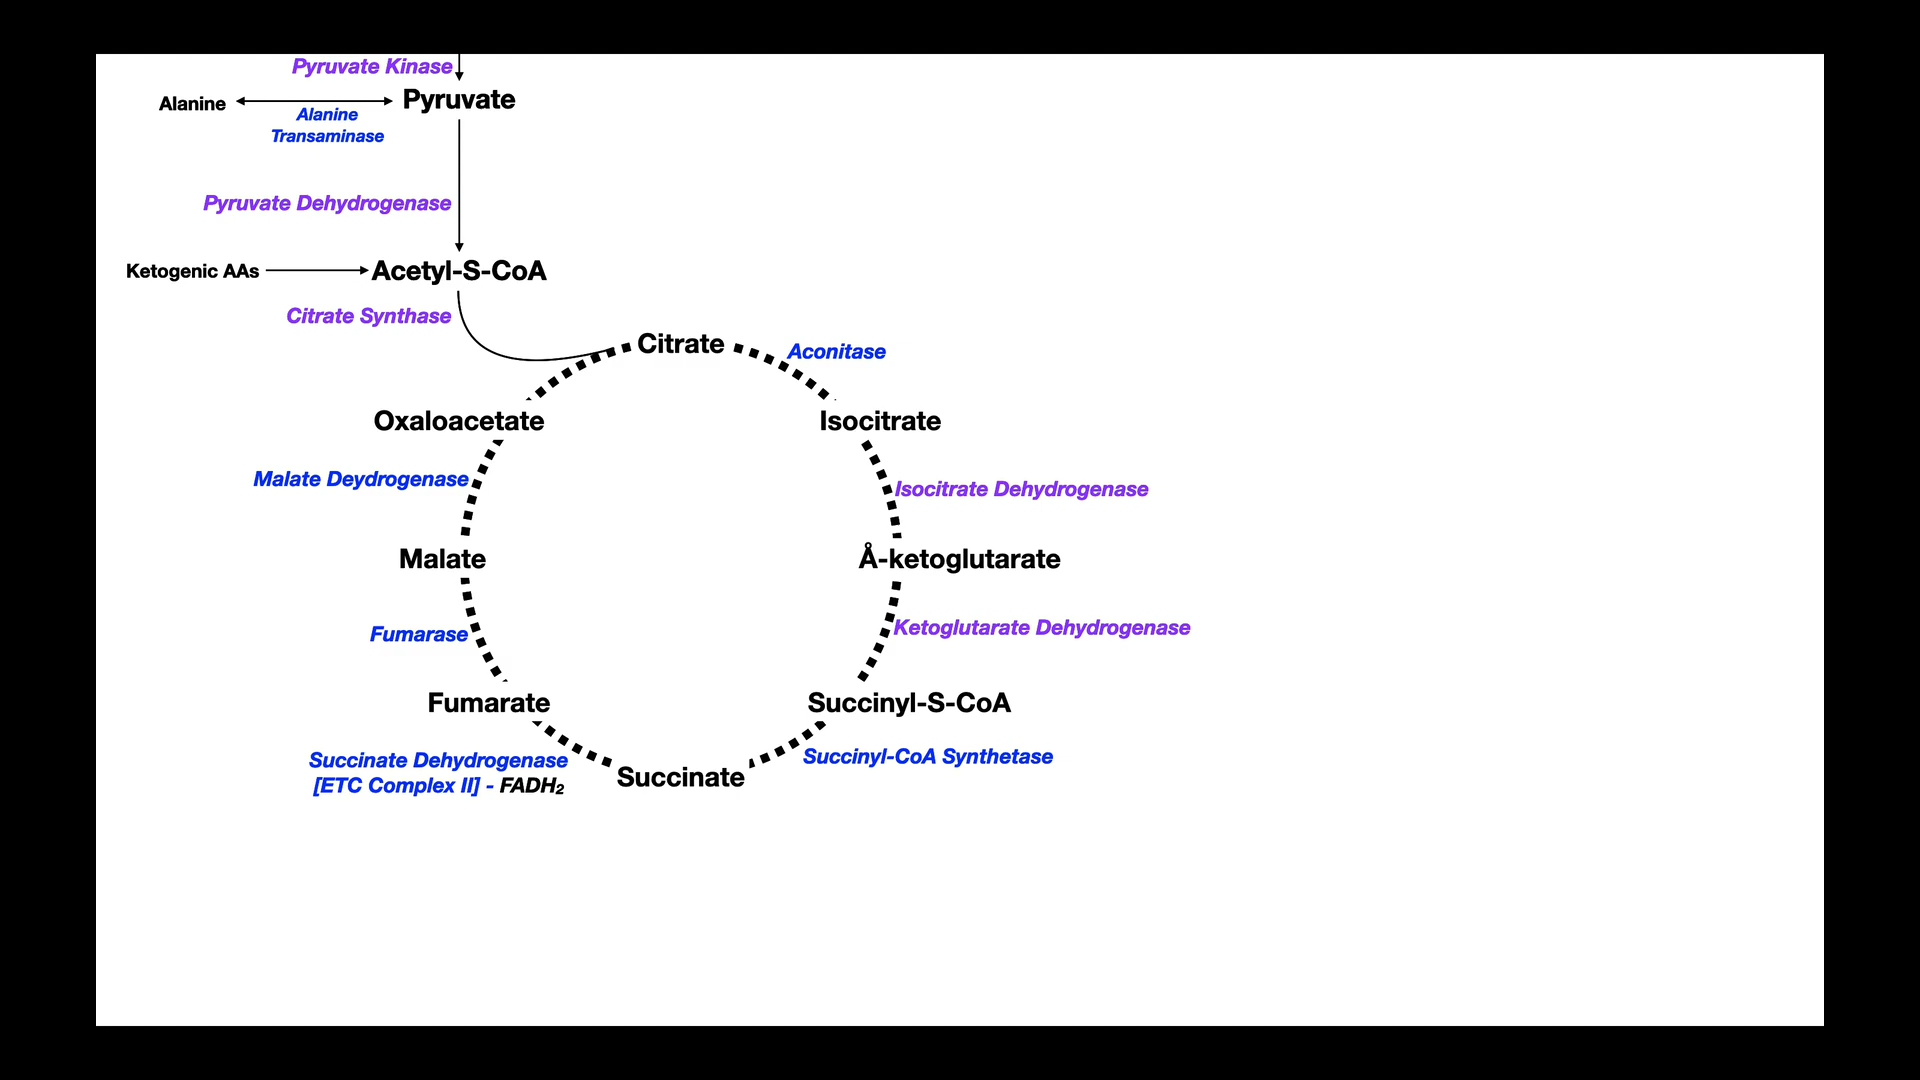 Pyruvate Kinase
Alanine
Pyruvate
Alanine
Transaminase
Pyruvate Dehydrogenase
Ketogenic AAs
Acetyl-S-CoA
Citrate Synthase
Citrate
Aconitase
Oxaloacetate
Isocitrate
Malate Deydrogenase
Isocitrate Dehydrogenase
Malate
Å-ketoglutarate
Fumarase
Ketoglutarate Dehydrogenase
Fumarate
Succinyl-S-CoA
Succinate Dehydrogenase
[ETC Complex II] - FADH₂
Succinate
Succinyl-CoA Synthetase